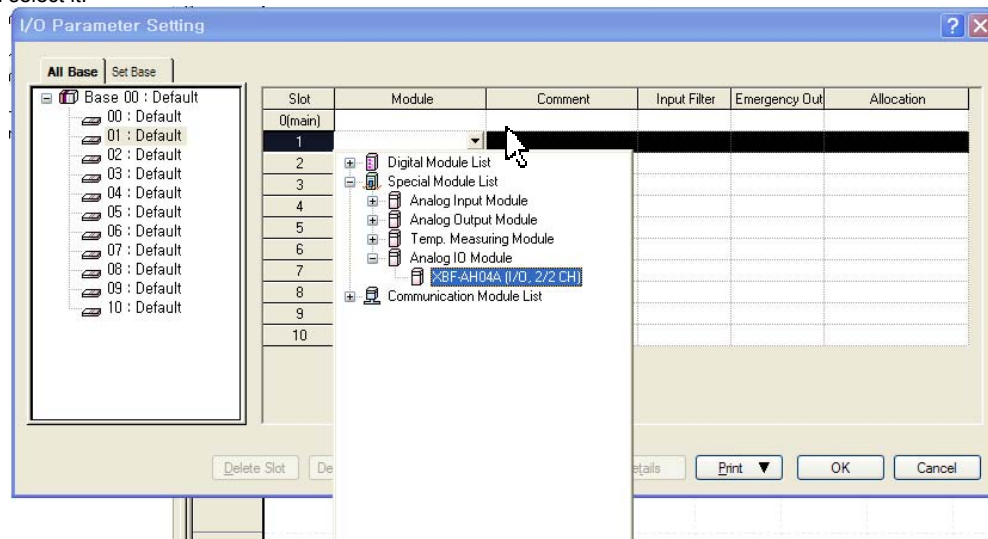 select it.
I/O Parameter Setting
All Base Set Base
Base 00 : Default
00 : Default
01 : Default
02 : Default
03 : Default
04 : Default
05 : Default
06 : Default
07 : Default
08 : Default
09 : Default
10 : Default
Slot Module Comment Input Filter Emergency Out Allocation
0(main)
1
2
3
4
5
6
7
8
9
10
Digital Module List
Special Module List
Analog Input Module
Analog Output Module
Temp. Measuring Module
Analog IO Module
XBF-AH04A (I/O, 2/2 CH)
Communication Module List
Delete Slot De etails Print ▼ OK Cancel